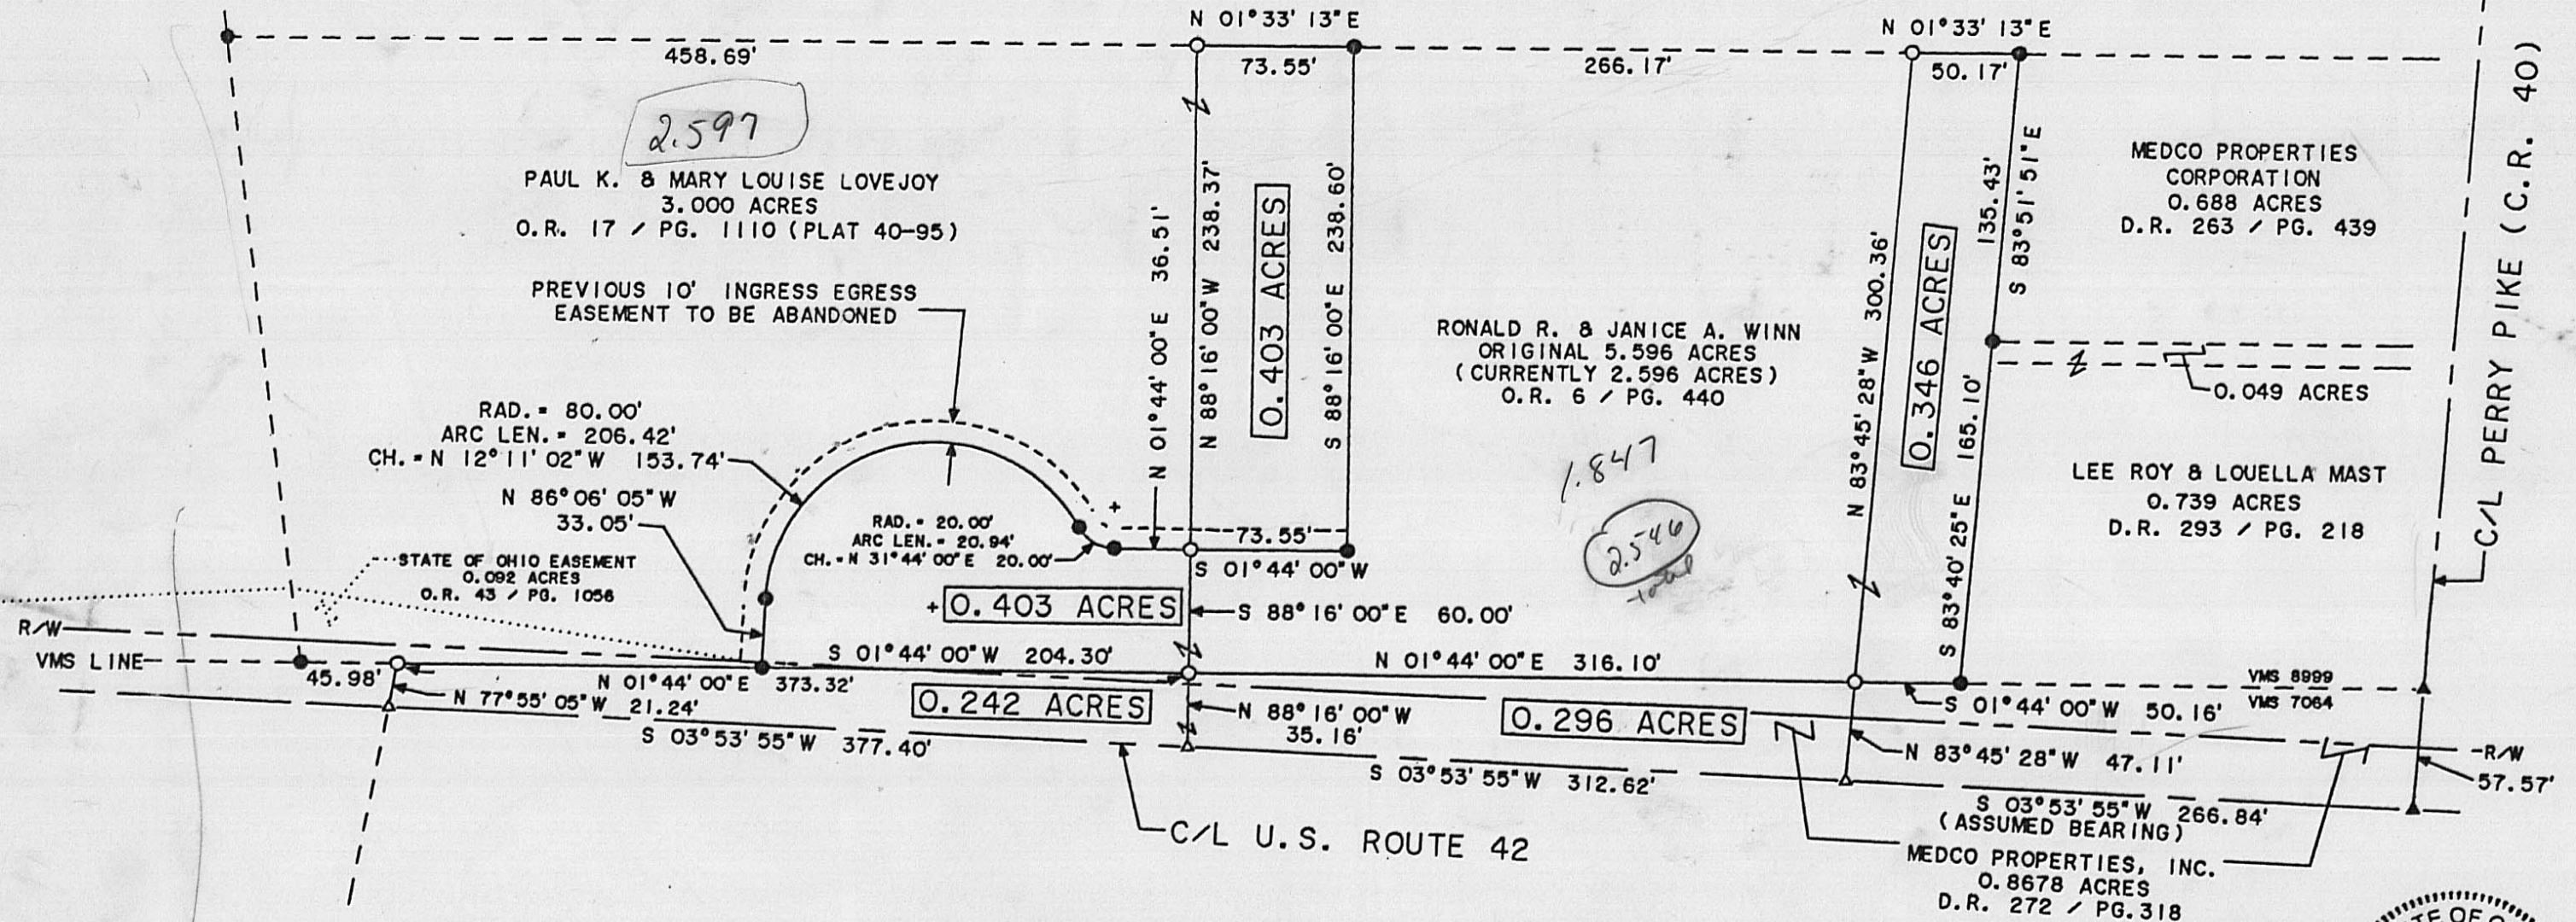 N 01°33' 13"E
N 01°33' 13"E
458.69'
73.55'
266.17'
50.17'
2.597
PAUL K. & MARY LOUISE LOVEJOY
3.000 ACRES
O.R. 17 / PG. 1110 (PLAT 40-95)
PREVIOUS 10' INGRESS EGRESS
EASEMENT TO BE ABANDONED
RAD. = 80.00'
ARC LEN. = 206.42'
CH. = N 12°11'02"W 153.74'
N 86°06'05"W
33.05'
RAD. = 20.00'
ARC LEN. = 20.94'
CH. = N 31°44'00"E 20.00'
STATE OF OHIO EASEMENT
0.092 ACRES
O.R. 43 / PG. 1056
N 01°44'00"E 36.51'
N 88°16'00"W 238.37'
0.403 ACRES
S 88°16'00"E 238.60'
73.55'
S 01°44'00"W
+ 0.403 ACRES
S 88°16'00"E 60.00'
RONALD R. & JANICE A. WINN
ORIGINAL 5.596 ACRES
(CURRENTLY 2.596 ACRES)
O.R. 6 / PG. 440
1.847
2.546
total
N 83°45'28"W 300.36'
0.346 ACRES
135.43'
S 83°51'51"E
S 83°40'25"E 165.10'
MEDCO PROPERTIES
CORPORATION
0.688 ACRES
D.R. 263 / PG. 439
0.049 ACRES
LEE ROY & LOUELLA MAST
0.739 ACRES
D.R. 293 / PG. 218
C/L PERRY PIKE (C.R. 40)
R/W
VMS LINE
45.98'
S 01°44'00"W 204.30'
N 01°44'00"E 373.32'
N 77°55'05"W 21.24'
0.242 ACRES
S 03°53'55"W 377.40'
N 01°44'00"E 316.10'
N 88°16'00"W
35.16'
0.296 ACRES
S 03°53'55"W 312.62'
VMS 8999
VMS 7064
S 01°44'00"W 50.16'
N 83°45'28"W 47.11'
R/W
57.57'
S 03°53'55"W 266.84'
(ASSUMED BEARING)
C/L U.S. ROUTE 42
MEDCO PROPERTIES, INC.
0.8678 ACRES
D.R. 272 / PG.318
TE OF O